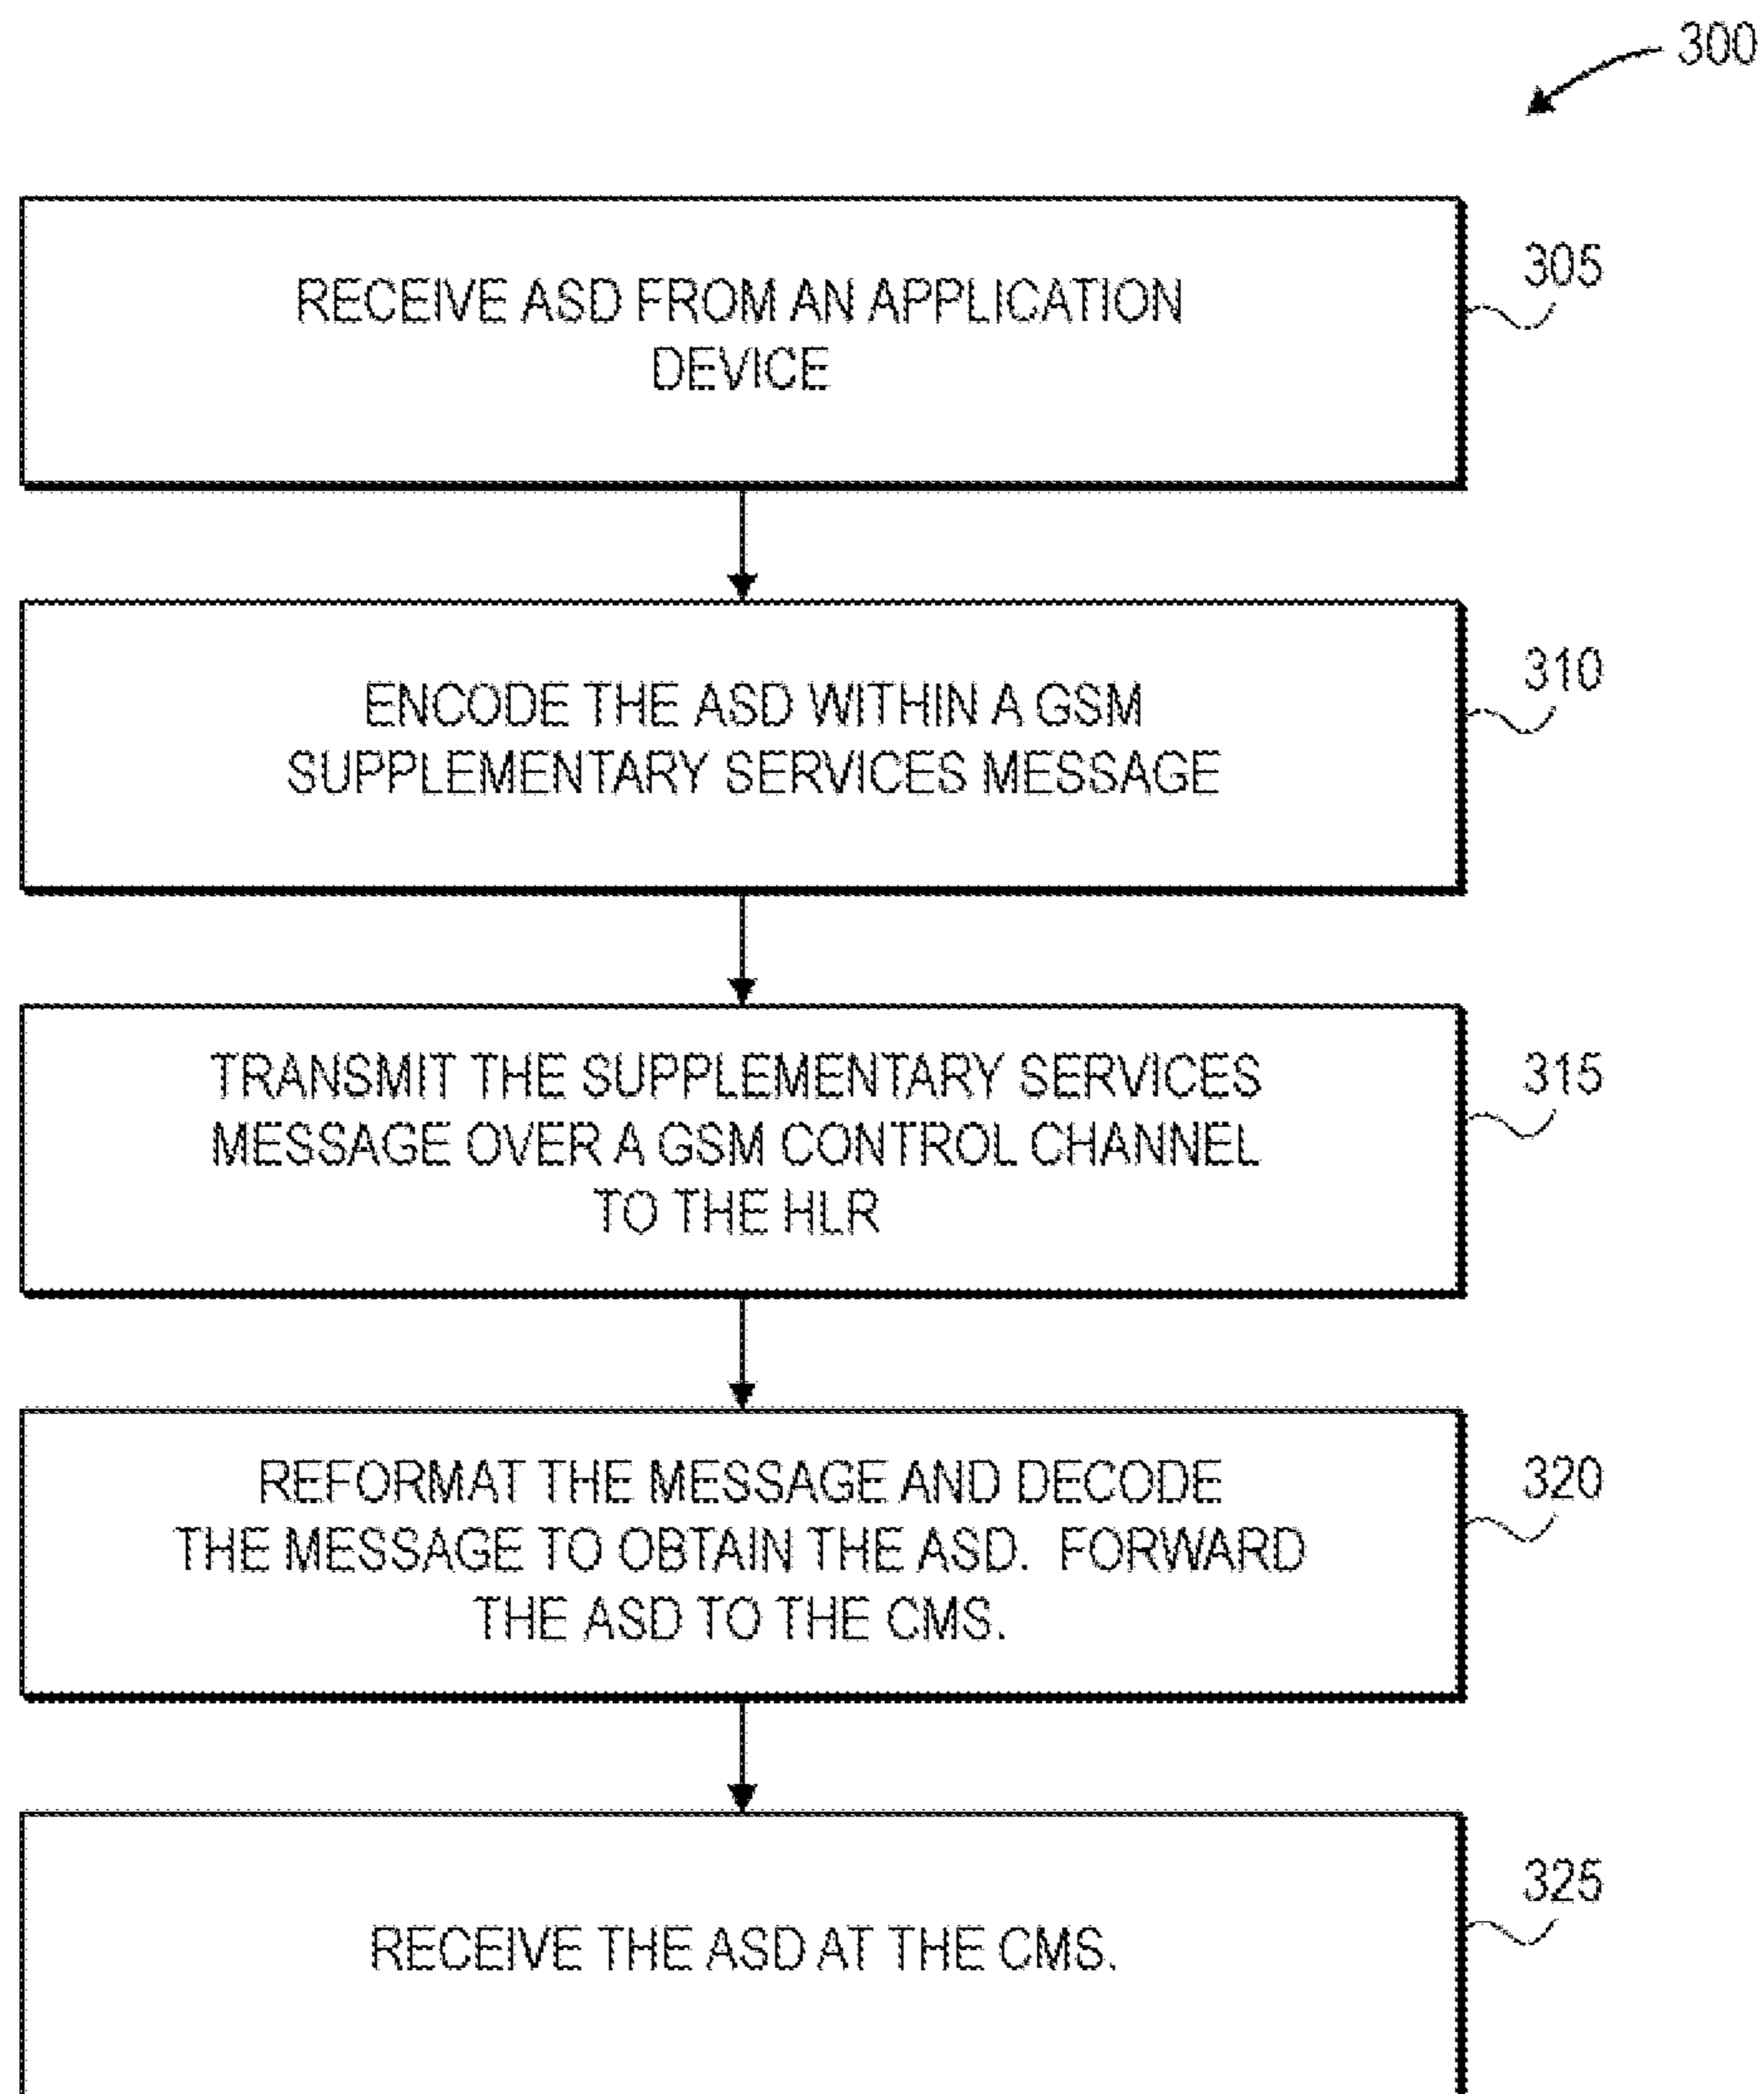 300
RECEIVE ASD FROM AN APPLICATION
DEVICE
305
ENCODE THE ASD WITHIN A GSM
SUPPLEMENTARY SERVICES MESSAGE
310
TRANSMIT THE SUPPLEMENTARY SERVICES
MESSAGE OVER A GSM CONTROL CHANNEL
TO THE HLR
315
REFORMAT THE MESSAGE AND DECODE
THE MESSAGE TO OBTAIN THE ASD. FORWARD
THE ASD TO THE CMS.
320
RECEIVE THE ASD AT THE CMS.
325